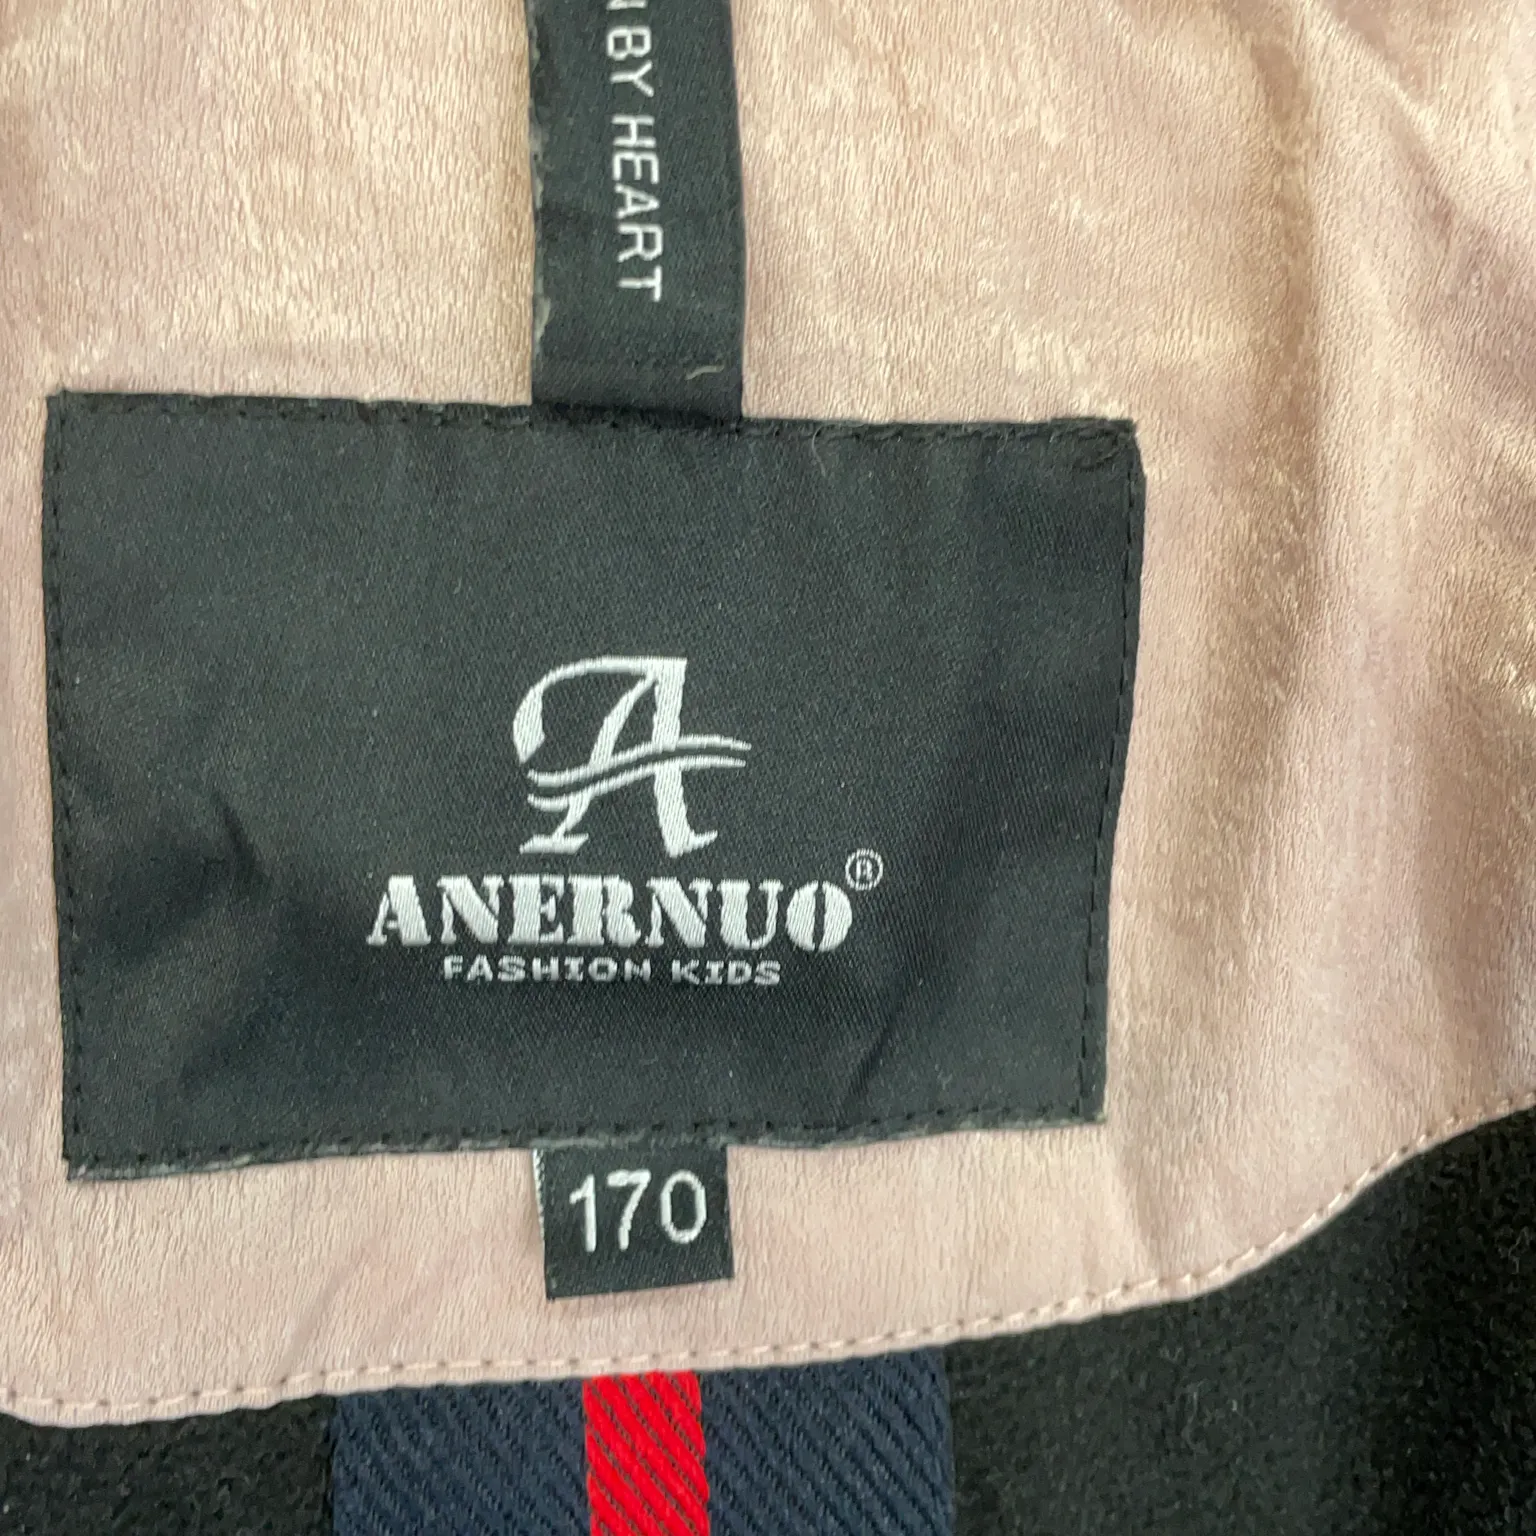 BY HEART
A
ANERNUO®
FASHION KIDS
170